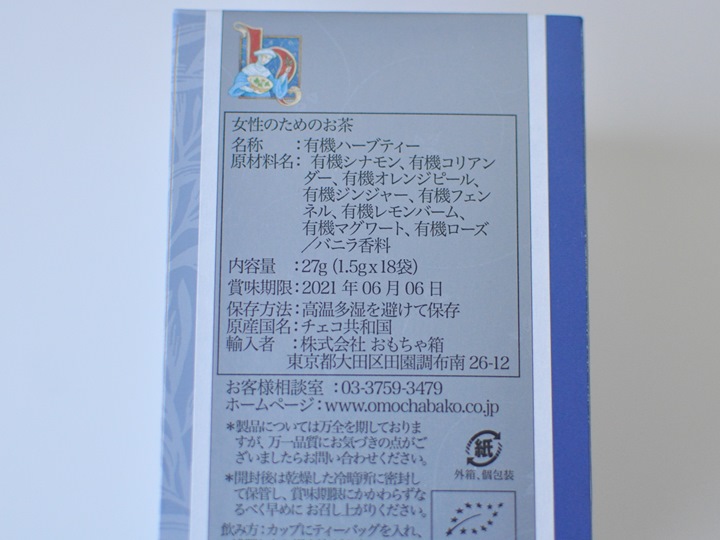 女性のためのお茶
名称 :有機ハーブティー
原材料名: 有機シナモン、有機コリアン
ダー、有機オレンジピール、
有機ジンジャー、有機フェン
ネル、有機レモンバーム、
有機マグワート、有機ローズ
／バニラ香料
内容量 :27g (1.5g x 18袋)
賞味期限:2021 年 06 月 06 日
保存方法:高温多湿を避けて保存
原産国名:チェコ共和国
輸入者 :株式会社 おもちゃ箱
東京都大田区田園調布南 26-12
お客様相談室 :03-3759-3479
ホームページ:www.omochabako.co.jp
*製品については万全を期しておりま
すが、万一品質にお気づきの点がご
ざいましたらお問い合わせください。
紙
外箱、個包装
*開封後は乾燥した冷暗所に密封し
て保管し、賞味期限にかかわらずな
るべく早めに お召し上がりください。
飲み方:カップにティーバッグを入れ、